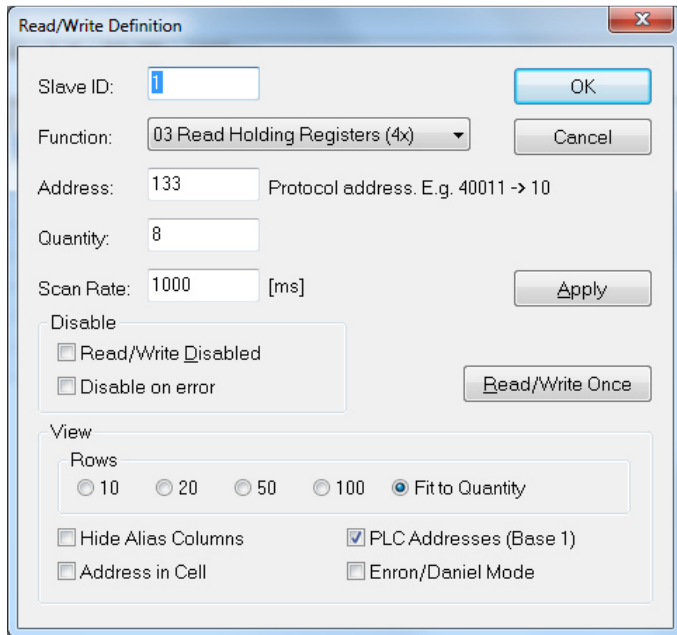 Read/Write Definition
Slave ID: 1 OK
Function: 03 Read Holding Registers (4x) Cancel
Address: 133 Protocol address. E.g. 40011 -> 10
Quantity: 8
Scan Rate: 1000 [ms] Apply
Disable
Read/Write Disabled
Disable on error Read/Write Once
View
Rows
10 20 50 100 Fit to Quantity
Hide Alias Columns PLC Addresses (Base 1)
Address in Cell Enron/Daniel Mode